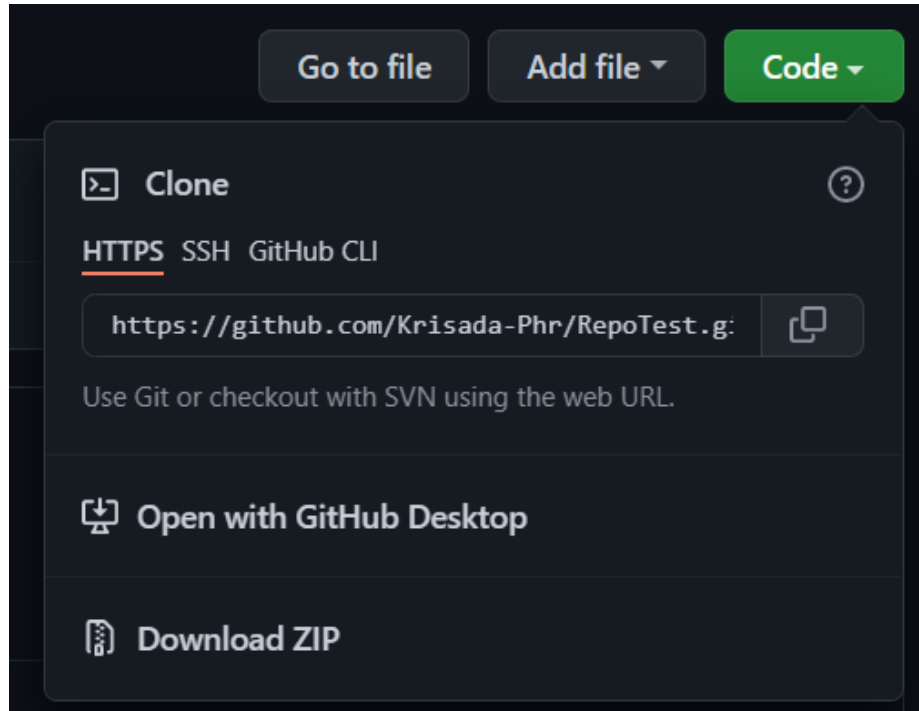 Go to file Add file Code
Clone
HTTPS SSH GitHub CLI
https://github.com/Krisada-Phr/RepoTest.g
Use Git or checkout with SVN using the web URL.
Open with GitHub Desktop
Download ZIP